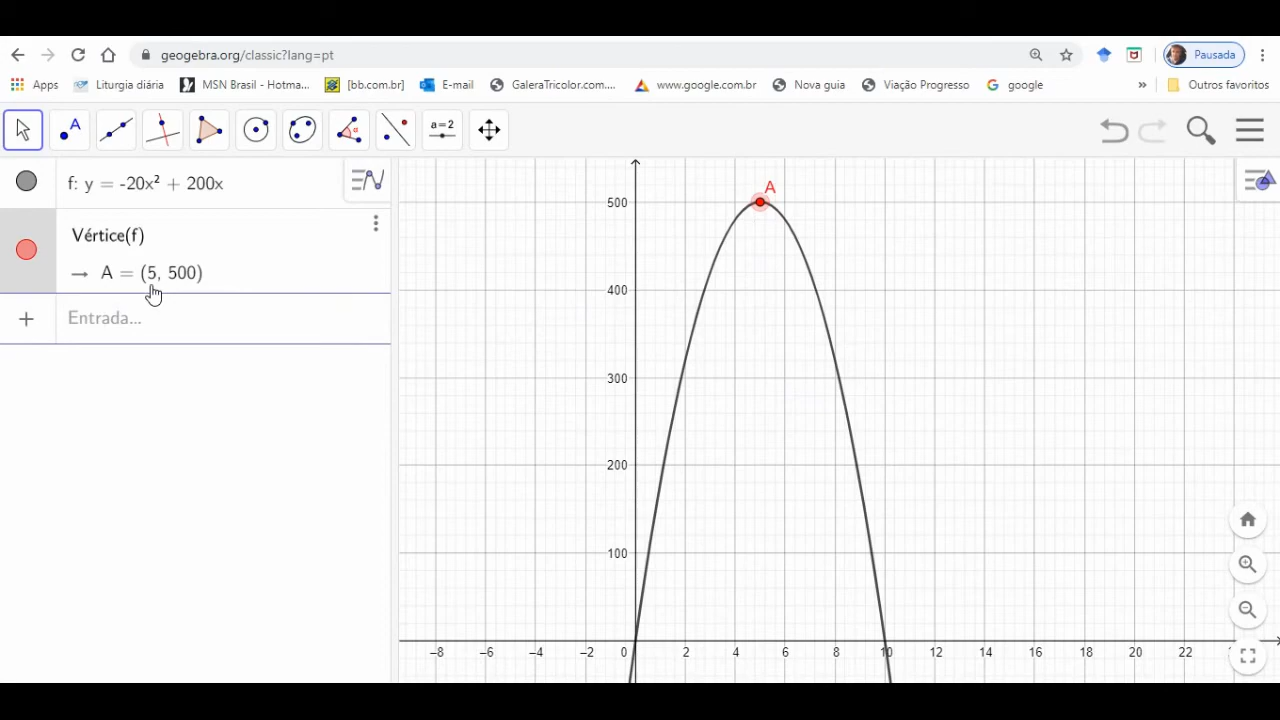 geogebra.org/classic?lang=pt
Pausada
Apps
Liturgia diária
MSN Brasil - Hotma...
[bb.com.br]
E-mail
GaleraTricolor.com....
www.google.com.br
Nova guia
Viação Progresso
google
»
Outros favoritos
A
α
a=2
f: y = -20x² + 200x
Vértice(f)
→ A = (5, 500)
+ Entrada...
A
500
400
300
200
100
–8 –6 –4 –2 0 2 4 6 8 10 12 14 16 18 20 22